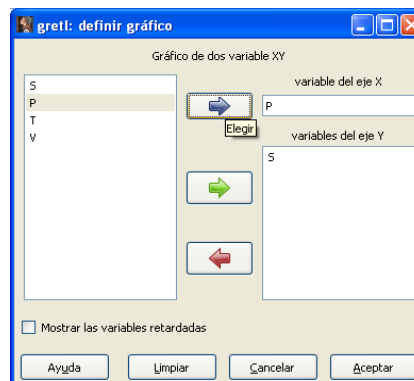 gretl: definir gráfico
Gráfico de dos variable XY
S
P
T
V
variable del eje X
P
Elegir
variables del eje Y
S
Mostrar las variables retardadas
Ayuda
Limpiar
Cancelar
Aceptar